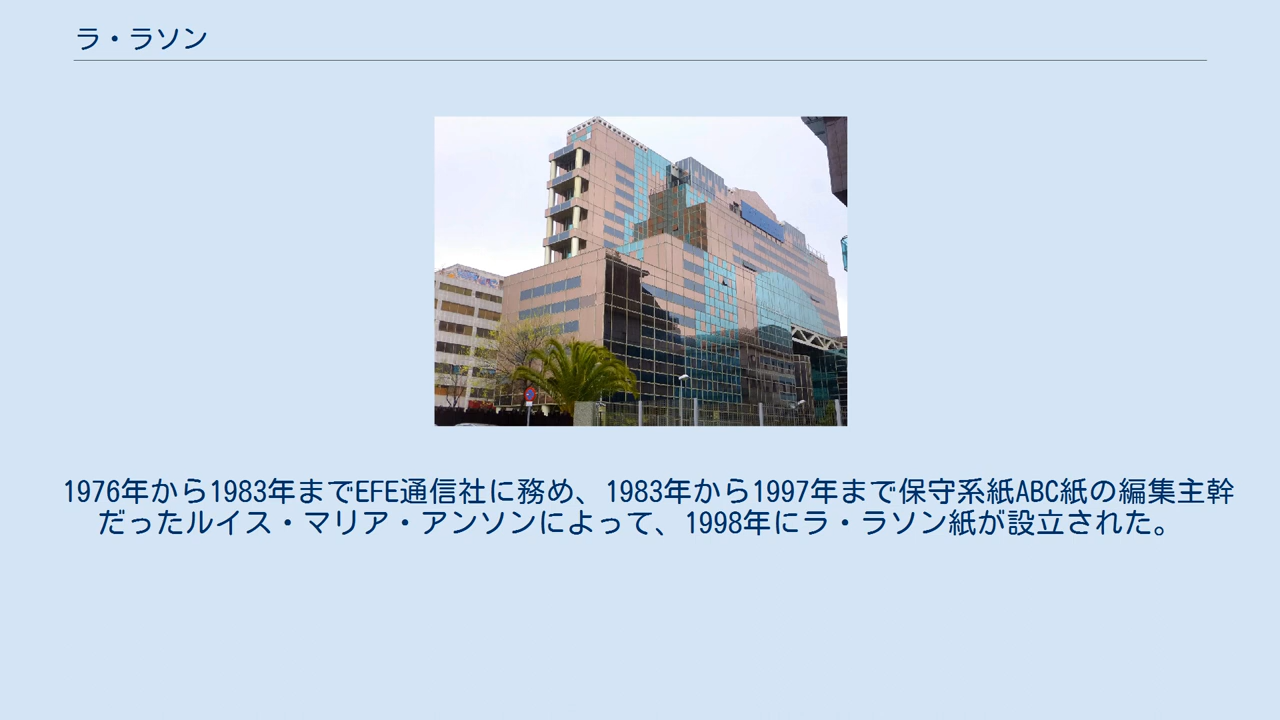 ラ・ラソン
1976年から1983年までEFE通信社に務め、1983年から1997年まで保守系紙ABC紙の編集主幹
だったルイス・マリア・アンソンによって、1998年にラ・ラソン紙が設立された。